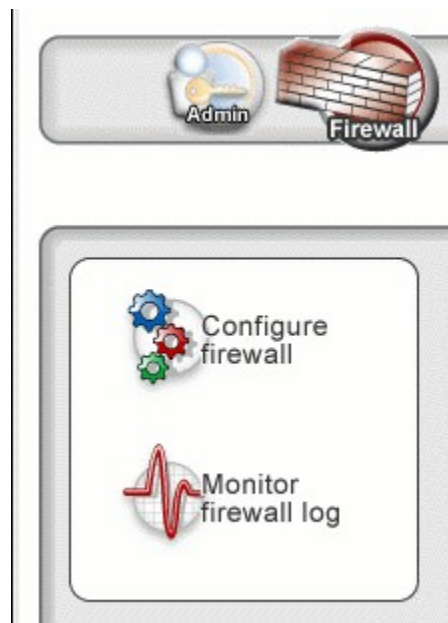 Admin
Firewall
Configure
firewall
Monitor
firewall log